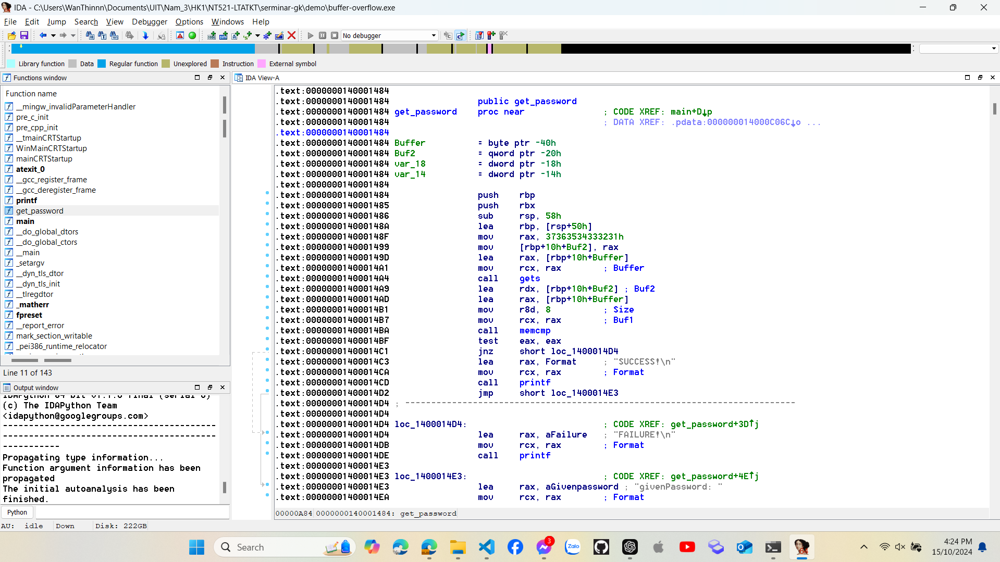 IDA - C:\Users\WanThinnn\Documents\UIT\Nam_3\HK1\NT521-LTATKT\serminar-gk\demo\buffer-overflow.exe
File Edit Jump Search View Debugger Options Windows Help
No debugger
Library function Data Regular function Unexplored Instruction External symbol
Functions window
Function name
__mingw_invalidParameterHandler
pre_c_init
pre_cpp_init
__tmainCRTStartup
WinMainCRTStartup
mainCRTStartup
atexit_0
__gcc_register_frame
__gcc_deregister_frame
printf
get_password
main
__do_global_dtors
__do_global_ctors
__main
_setargv
__dyn_tls_dtor
__dyn_tls_init
__tlregdtor
_matherr
fpreset
__report_error
mark_section_writable
_pei386_runtime_relocator
Line 11 of 143
Output window
(c) The IDAPython Team
<idapython@googlegroups.com>
-----------------------------------------
-----------------------------------------
-----------
Propagating type information...
Function argument information has been
propagated
The initial autoanalysis has been
finished.
Python
IDA View-A
.text:0000000140001484
.text:0000000140001484 public get_password
.text:0000000140001484 get_password proc near ; CODE XREF: main+D↓p
.text:0000000140001484 ; DATA XREF: .pdata:000000014000C06C↓o ...
.text:0000000140001484
.text:0000000140001484 Buffer = byte ptr -40h
.text:0000000140001484 Buf2 = qword ptr -20h
.text:0000000140001484 var_18 = dword ptr -18h
.text:0000000140001484 var_14 = dword ptr -14h
.text:0000000140001484
.text:0000000140001484 push rbp
.text:0000000140001485 push rbx
.text:0000000140001486 sub rsp, 58h
.text:000000014000148A lea rbp, [rsp+50h]
.text:000000014000148F mov rax, 37363534333231h
.text:0000000140001499 mov [rbp+10h+Buf2], rax
.text:000000014000149D lea rax, [rbp+10h+Buffer]
.text:00000001400014A1 mov rcx, rax ; Buffer
.text:00000001400014A4 call gets
.text:00000001400014A9 lea rdx, [rbp+10h+Buf2] ; Buf2
.text:00000001400014AD lea rax, [rbp+10h+Buffer]
.text:00000001400014B1 mov r8d, 8 ; Size
.text:00000001400014B7 mov rcx, rax ; Buf1
.text:00000001400014BA call memcmp
.text:00000001400014BF test eax, eax
.text:00000001400014C1 jnz short loc_1400014D4
.text:00000001400014C3 lea rax, Format ; "SUCCESS!\n"
.text:00000001400014CA mov rcx, rax ; Format
.text:00000001400014CD call printf
.text:00000001400014D2 jmp short loc_1400014E3
.text:00000001400014D4 ; ---------------------------------------------------------------------------
.text:00000001400014D4
.text:00000001400014D4 loc_1400014D4: ; CODE XREF: get_password+3D↑j
.text:00000001400014D4 lea rax, aFailure ; "FAILURE!\n"
.text:00000001400014DB mov rcx, rax ; Format
.text:00000001400014DE call printf
.text:00000001400014E3
.text:00000001400014E3 loc_1400014E3: ; CODE XREF: get_password+4E↑j
.text:00000001400014E3 lea rax, aGivenpassword ; "givenPassword: "
.text:00000001400014EA mov rcx, rax ; Format
00000A84 0000000140001484: get_password
AU: idle Down Disk: 222GB
Search
3
Zalo
64
4:24 PM
15/10/2024